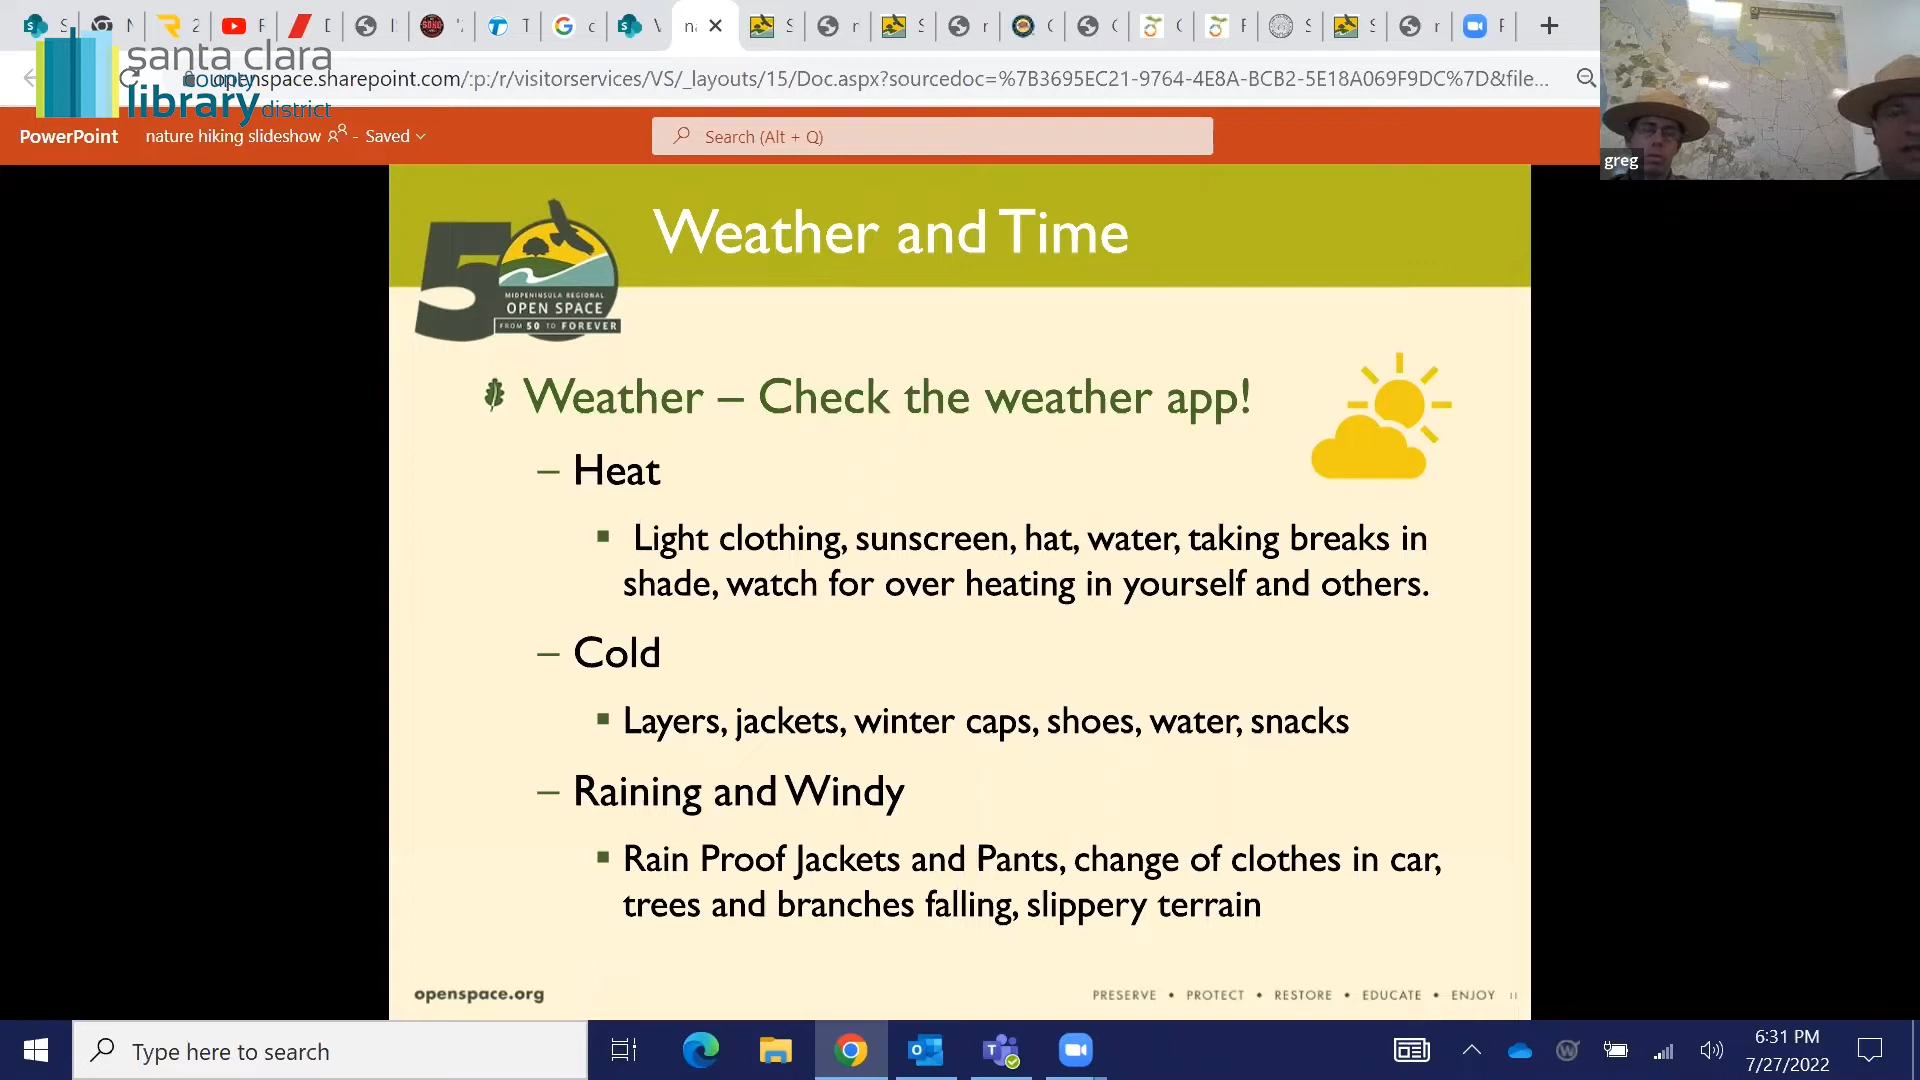 S
N
2
F
D
I
'2
T
c
V
n
S
r
S
r
C
C
C
F
S
S
r
F
santa clara
county
library district
openspace.sharepoint.com/:p:/r/visitorservices/VS/_layouts/15/Doc.aspx?sourcedoc=%7B3695EC21-9764-4E8A-BCB2-5E18A069F9DC%7D&file...
PowerPoint
nature hiking slideshow - Saved
Search (Alt + Q)
greg
Weather and Time
50
MIDPENINSULA REGIONAL
OPEN SPACE
FROM 50 TO FOREVER
Weather – Check the weather app!
– Heat
Light clothing, sunscreen, hat, water, taking breaks in
shade, watch for over heating in yourself and others.
– Cold
Layers, jackets, winter caps, shoes, water, snacks
– Raining and Windy
Rain Proof Jackets and Pants, change of clothes in car,
trees and branches falling, slippery terrain
openspace.org
PRESERVE • PROTECT • RESTORE • EDUCATE • ENJOY 11
Type here to search
6:31 PM
7/27/2022